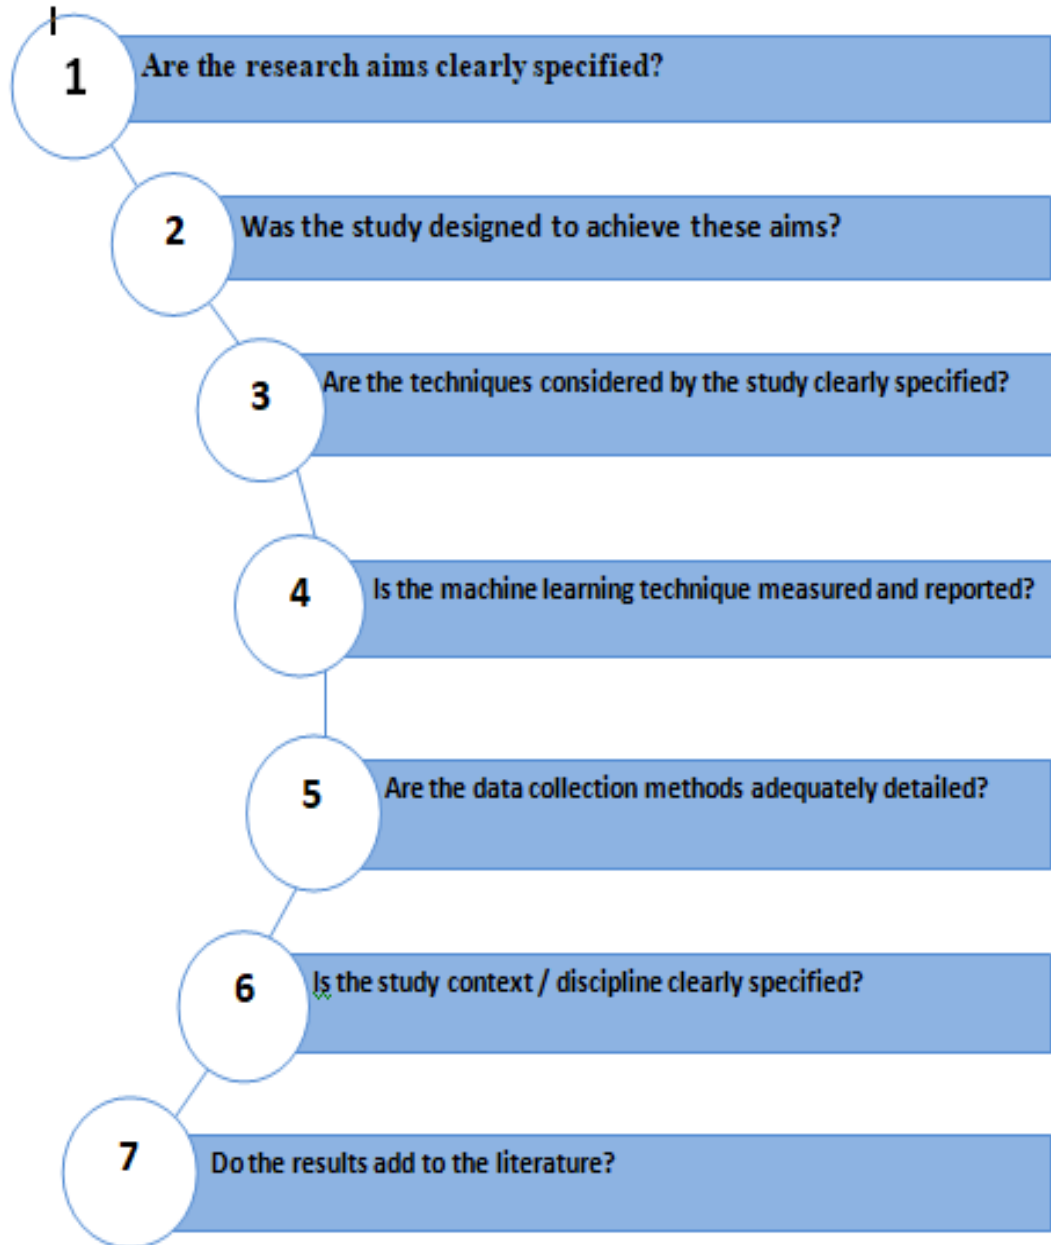 1 Are the research aims clearly specified?
2 Was the study designed to achieve these aims?
3 Are the techniques considered by the study clearly specified?
4 Is the machine learning technique measured and reported?
5 Are the data collection methods adequately detailed?
6 Is the study context / discipline clearly specified?
7 Do the results add to the literature?